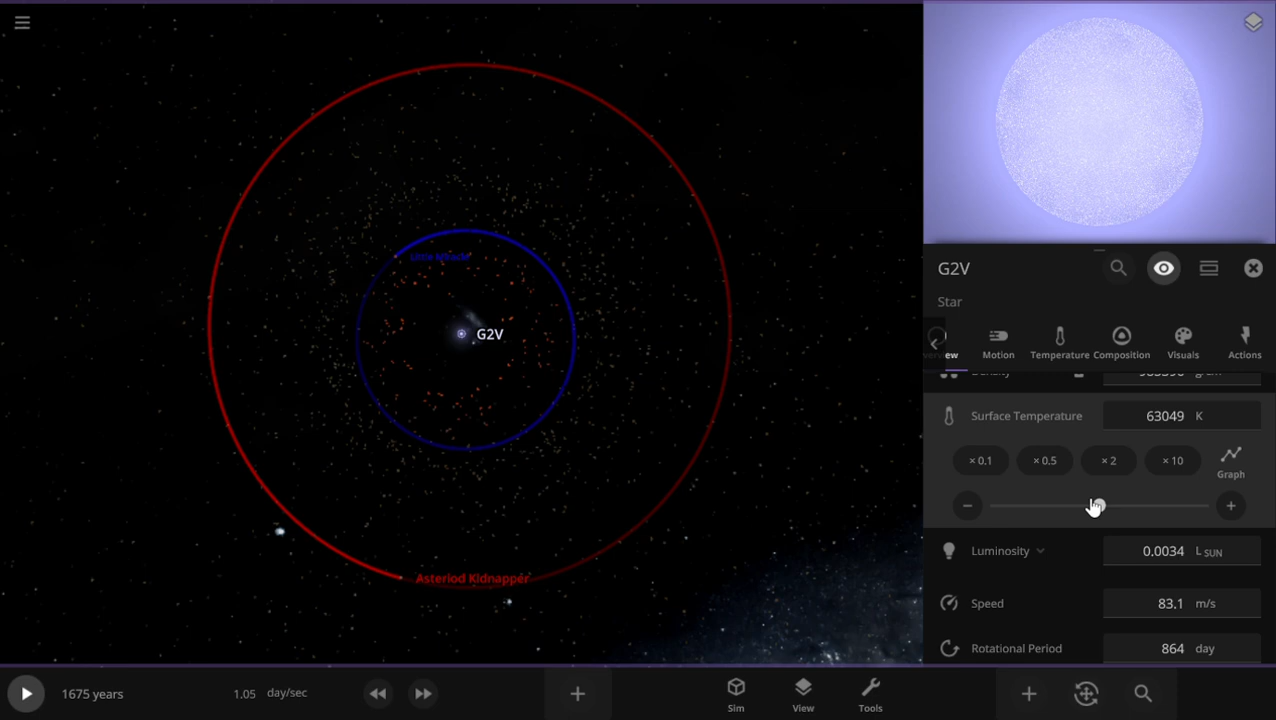 Little Miracle
G2V
Asteriod Kidnapper
G2V
Star
Motion
Temperature
Composition
Visuals
Actions
Surface Temperature
63049 K
× 0.1
× 0.5
× 2
× 10
Graph
Luminosity
0.0034 L SUN
Speed
83.1 m/s
Rotational Period
864 day
1675 years
1.05 day/sec
Sim
View
Tools